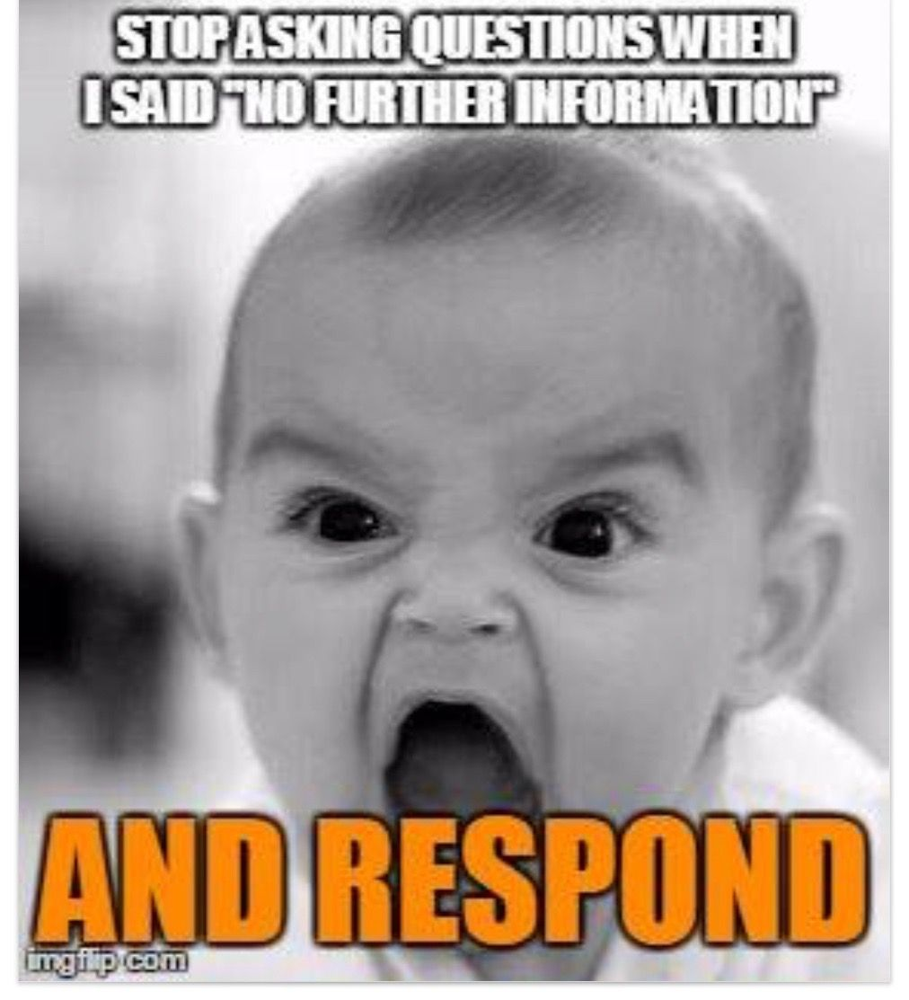 STOP ASKING QUESTIONS WHEN
I SAID "NO FURTHER INFORMATION"
AND RESPOND
imgflip.com